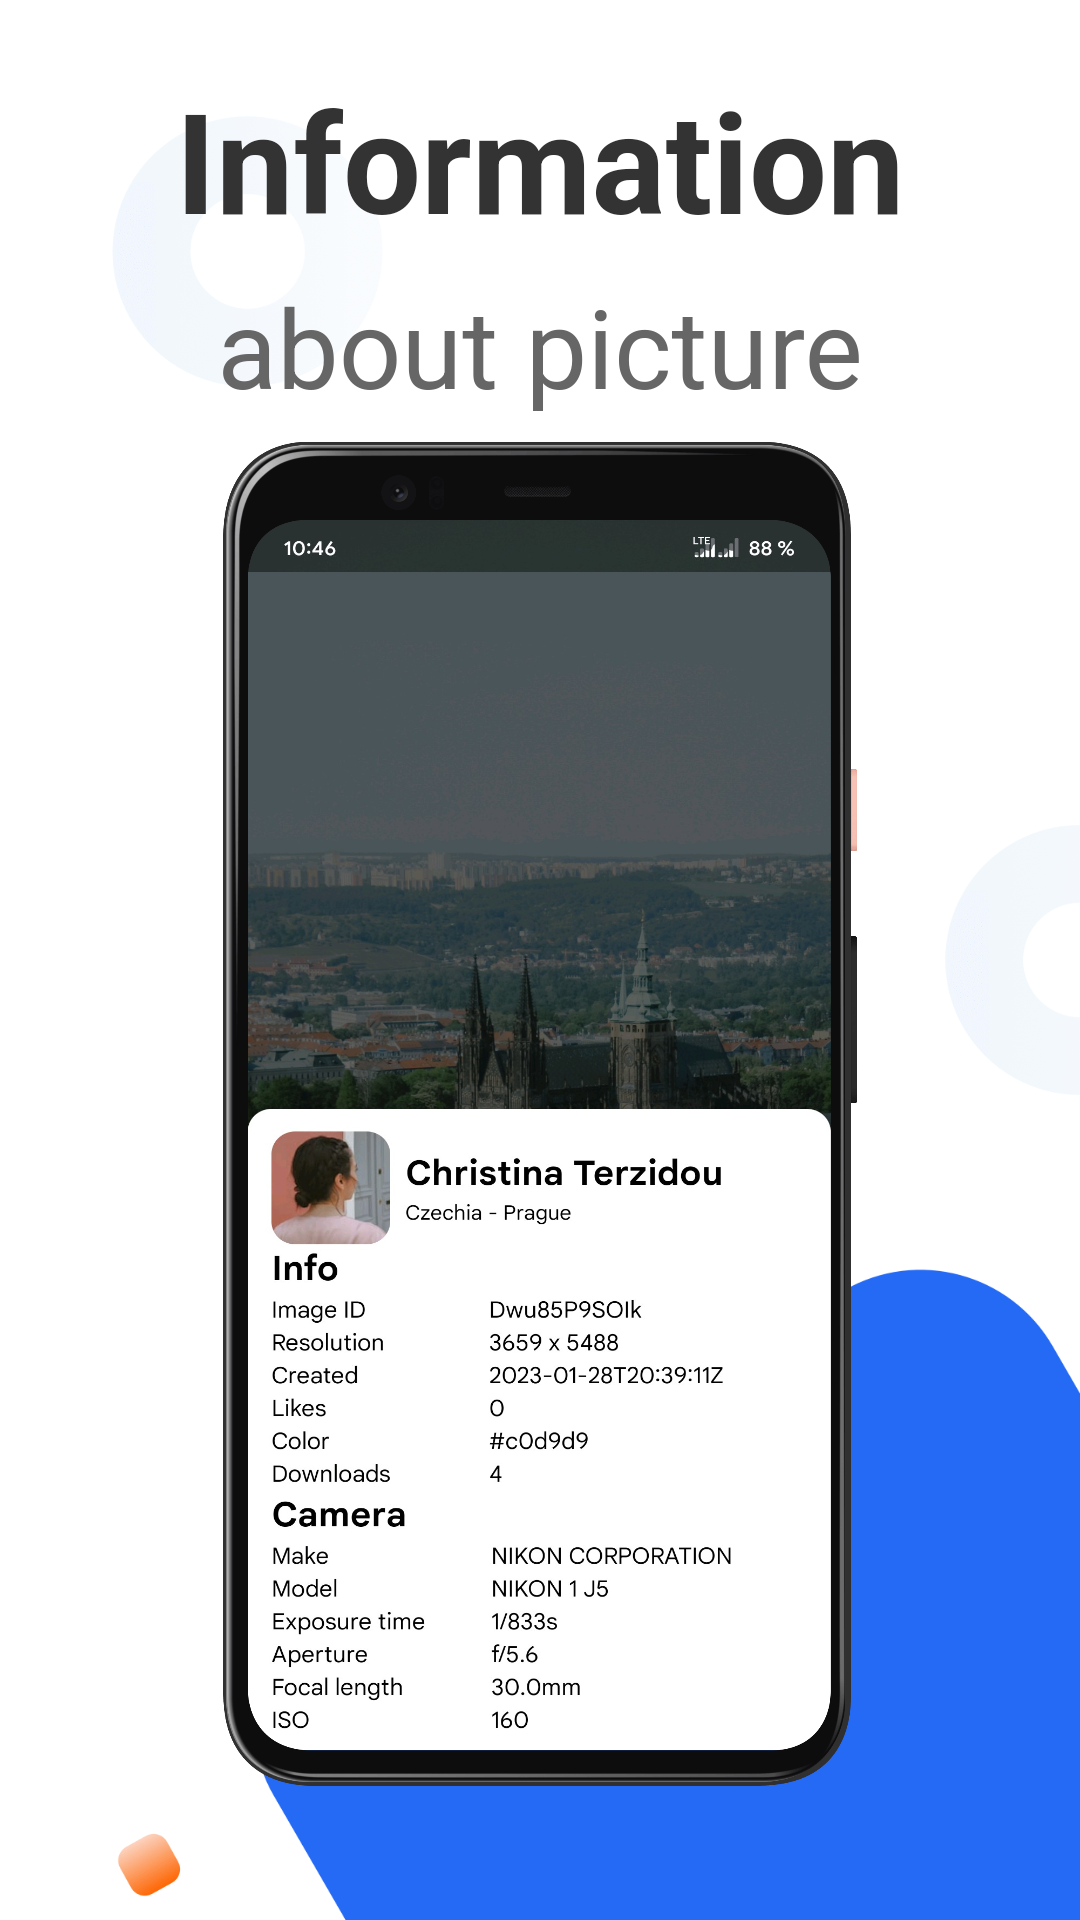 Information
about picture
10:46 LTE 88 %
Christina Terzidou
Czechia - Prague
Info
Image ID Dwu85P9SOIk
Resolution 3659 x 5488
Created 2023-01-28T20:39:11Z
Likes 0
Color #c0d9d9
Downloads 4
Camera
Make NIKON CORPORATION
Model NIKON 1 J5
Exposure time 1/833s
Aperture f/5.6
Focal length 30.0mm
ISO 160